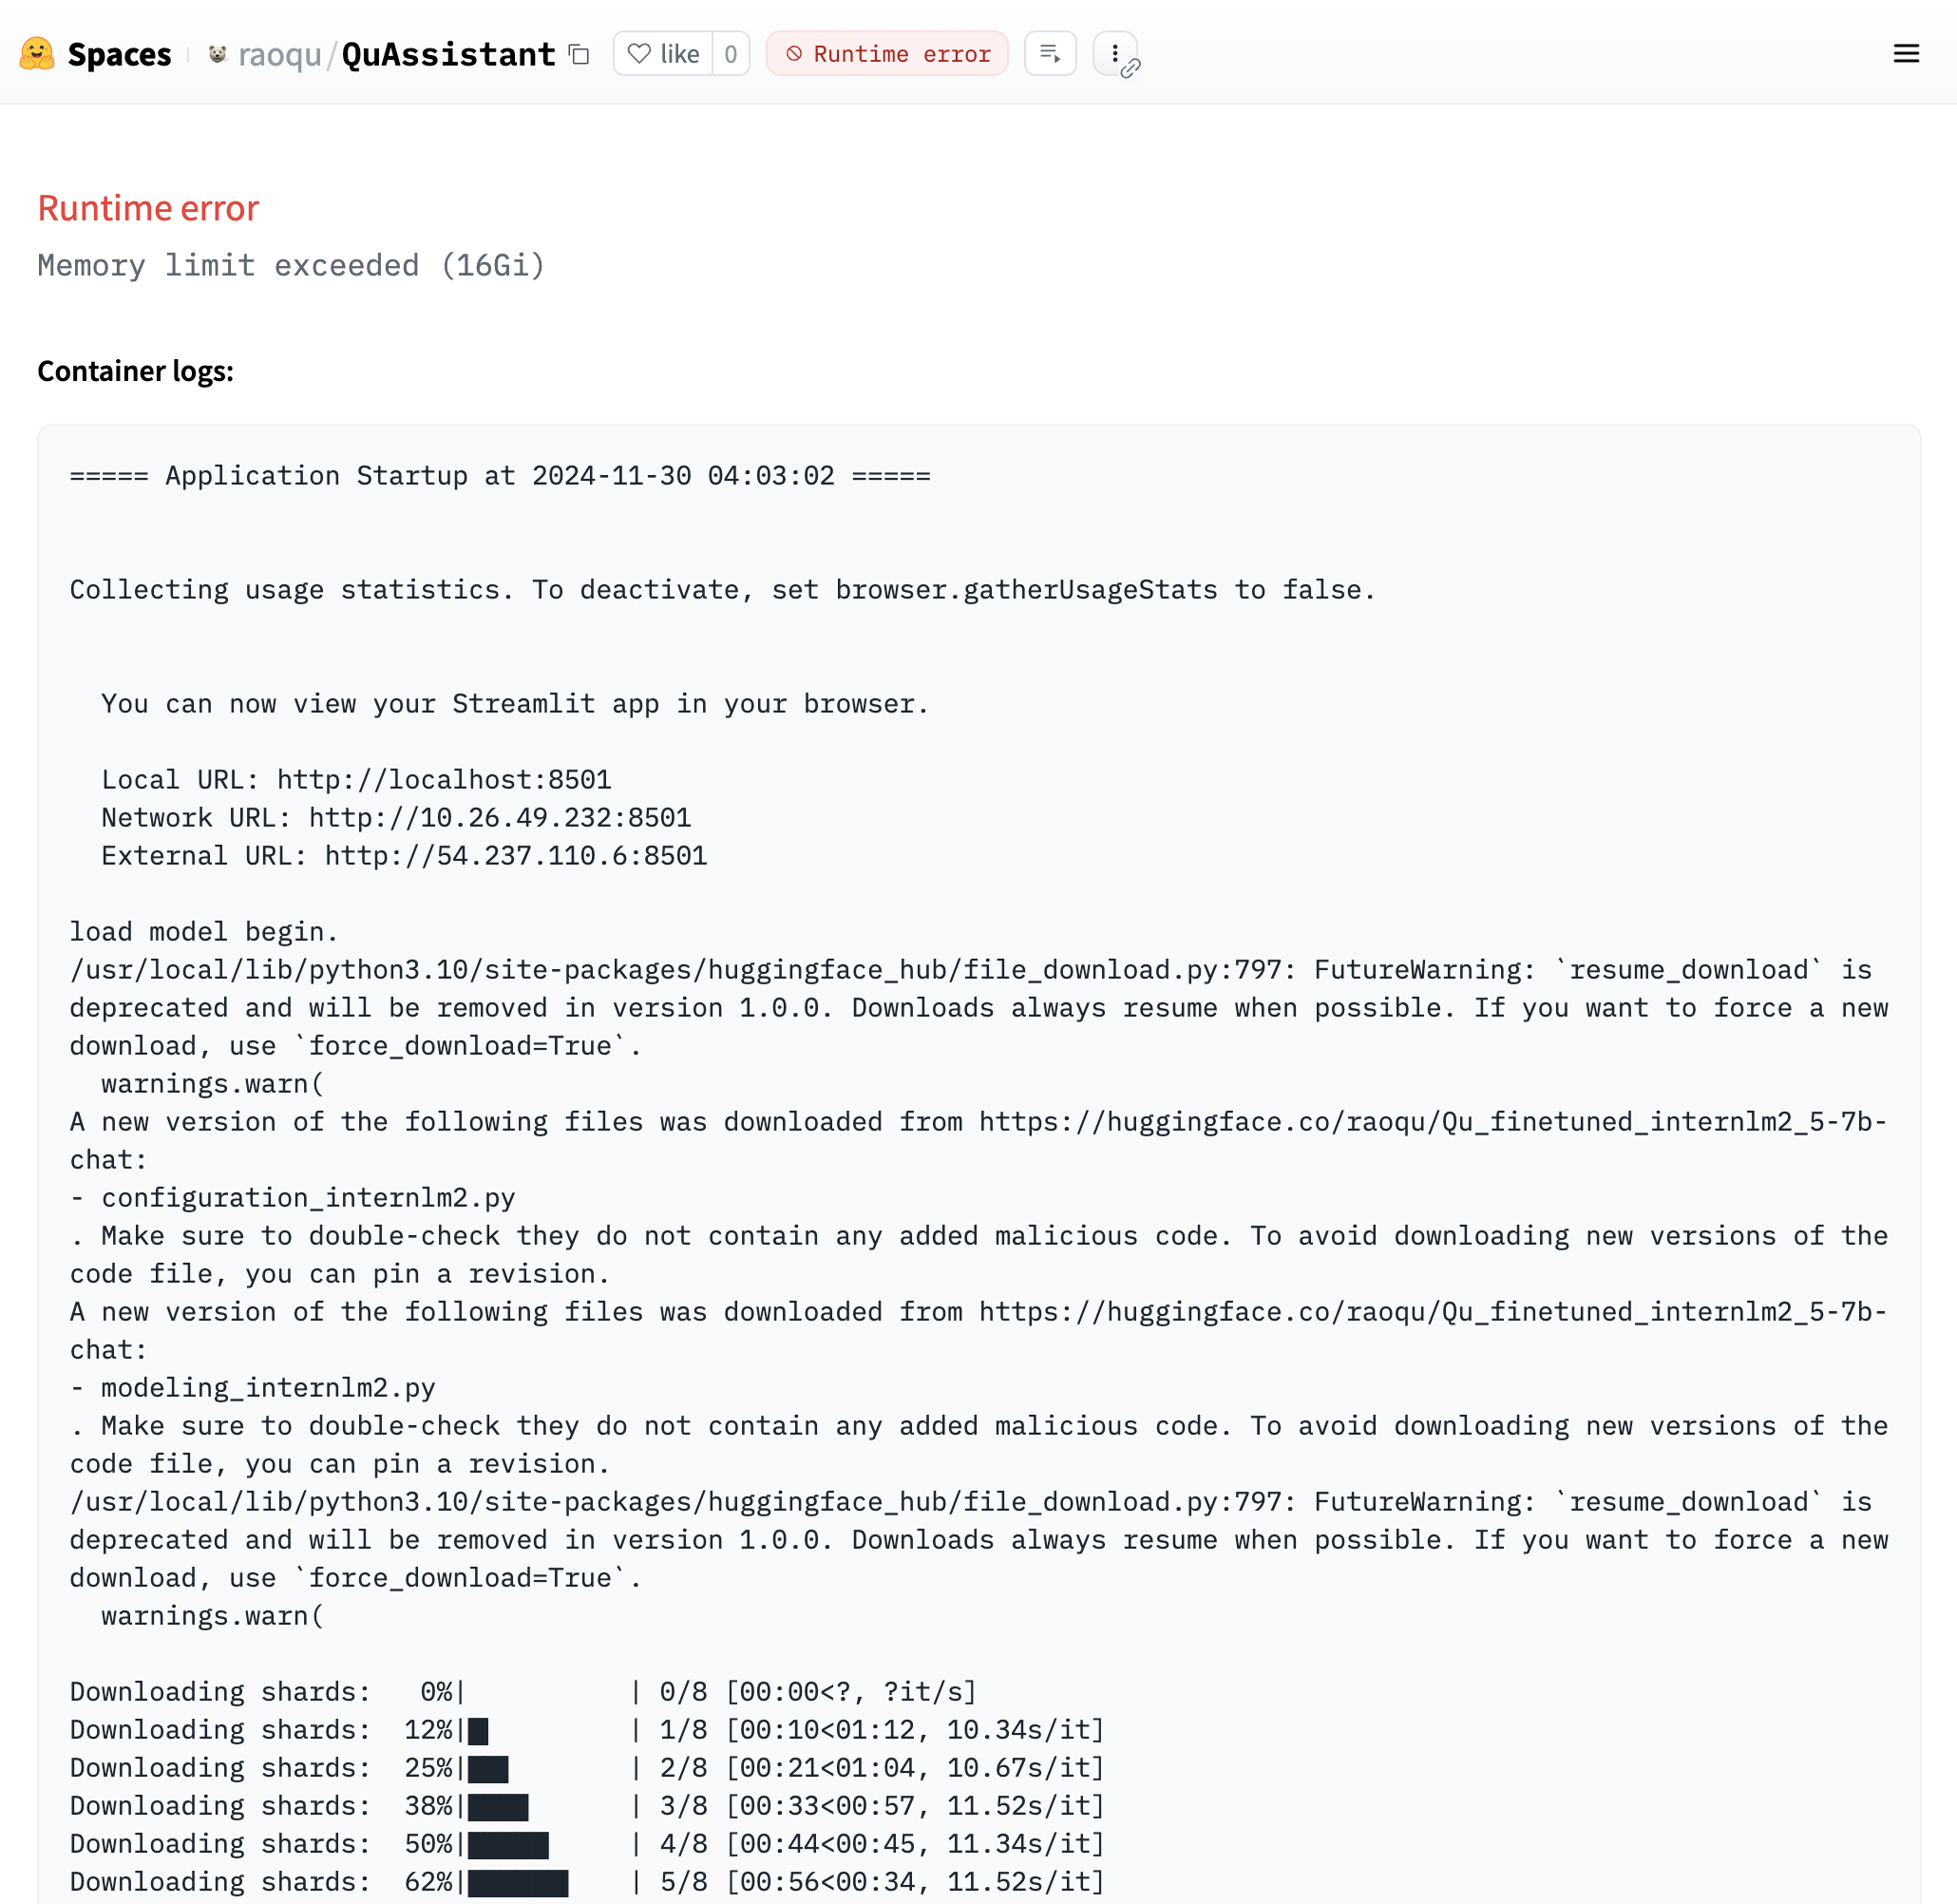 Spaces raoqu/QuAssistant like 0 Runtime error
Runtime error
Memory limit exceeded (16Gi)
Container logs:
===== Application Startup at 2024-11-30 04:03:02 =====
Collecting usage statistics. To deactivate, set browser.gatherUsageStats to false.
You can now view your Streamlit app in your browser.
Local URL: http://localhost:8501
Network URL: http://10.26.49.232:8501
External URL: http://54.237.110.6:8501
load model begin.
/usr/local/lib/python3.10/site-packages/huggingface_hub/file_download.py:797: FutureWarning: `resume_download` is
deprecated and will be removed in version 1.0.0. Downloads always resume when possible. If you want to force a new
download, use `force_download=True`.
warnings.warn(
A new version of the following files was downloaded from https://huggingface.co/raoqu/Qu_finetuned_internlm2_5-7b-
chat:
- configuration_internlm2.py
. Make sure to double-check they do not contain any added malicious code. To avoid downloading new versions of the
code file, you can pin a revision.
A new version of the following files was downloaded from https://huggingface.co/raoqu/Qu_finetuned_internlm2_5-7b-
chat:
- modeling_internlm2.py
. Make sure to double-check they do not contain any added malicious code. To avoid downloading new versions of the
code file, you can pin a revision.
/usr/local/lib/python3.10/site-packages/huggingface_hub/file_download.py:797: FutureWarning: `resume_download` is
deprecated and will be removed in version 1.0.0. Downloads always resume when possible. If you want to force a new
download, use `force_download=True`.
warnings.warn(
Downloading shards:   0%|          | 0/8 [00:00<?, ?it/s]
Downloading shards:  12%|█▎        | 1/8 [00:10<01:12, 10.34s/it]
Downloading shards:  25%|██▌       | 2/8 [00:21<01:04, 10.67s/it]
Downloading shards:  38%|███▊      | 3/8 [00:33<00:57, 11.52s/it]
Downloading shards:  50%|█████     | 4/8 [00:44<00:45, 11.34s/it]
Downloading shards:  62%|██████▎   | 5/8 [00:56<00:34, 11.52s/it]